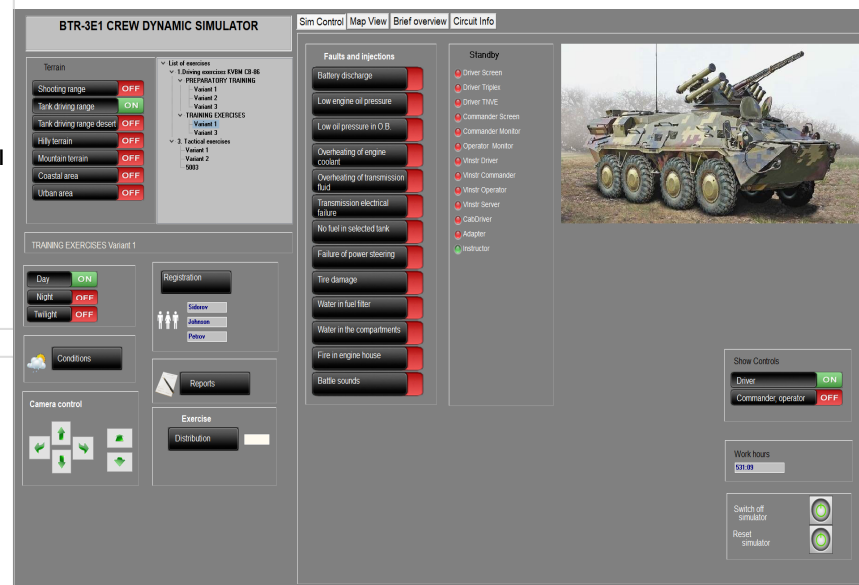 BTR-3E1 CREW DYNAMIC SIMULATOR
Sim Control Map View Brief overview Circuit Info
Terrain
Shooting range OFF
Tank driving range ON
Tank driving range desert OFF
Hilly terrain OFF
Mountain terrain OFF
Coastal area OFF
Urban area OFF
List of exercises
1.Driving exercises KVBM CB-86
PREPARATORY TRAINING
Variant 1
Variant 2
Variant 3
TRAINING EXERCISES
Variant 1
Variant 3
3. Tactical exercises
Variant 1
Variant 2
5003
TRAINING EXERCISES Variant 1
Day ON
Night OFF
Twilight OFF
Registration
Sidorov
Johnson
Petrov
Conditions
Reports
Camera control
Exercise
Distribution
Faults and injections
Battery discharge
Low engine oil pressure
Low oil pressure in O.B.
Overheating of engine
coolant
Overheating of transmission
fluid
Transmission electrical
failure
No fuel in selected tank
Failure of power steering
Tire damage
Water in fuel filter
Water in the compartments
Fire in engine house
Battle sounds
Standby
Driver Screen
Driver Triplex
Driver TNVE
Commander Screen
Commander Monitor
Operator Monitor
Vinstr Driver
Vinstr Commander
Vinstr Operator
Vinstr Server
CabDriver
Adapter
Instructor
Show Controls
Driver ON
Commander, operator OFF
Work hours
531:09
Switch off
simulator
Reset
simulator